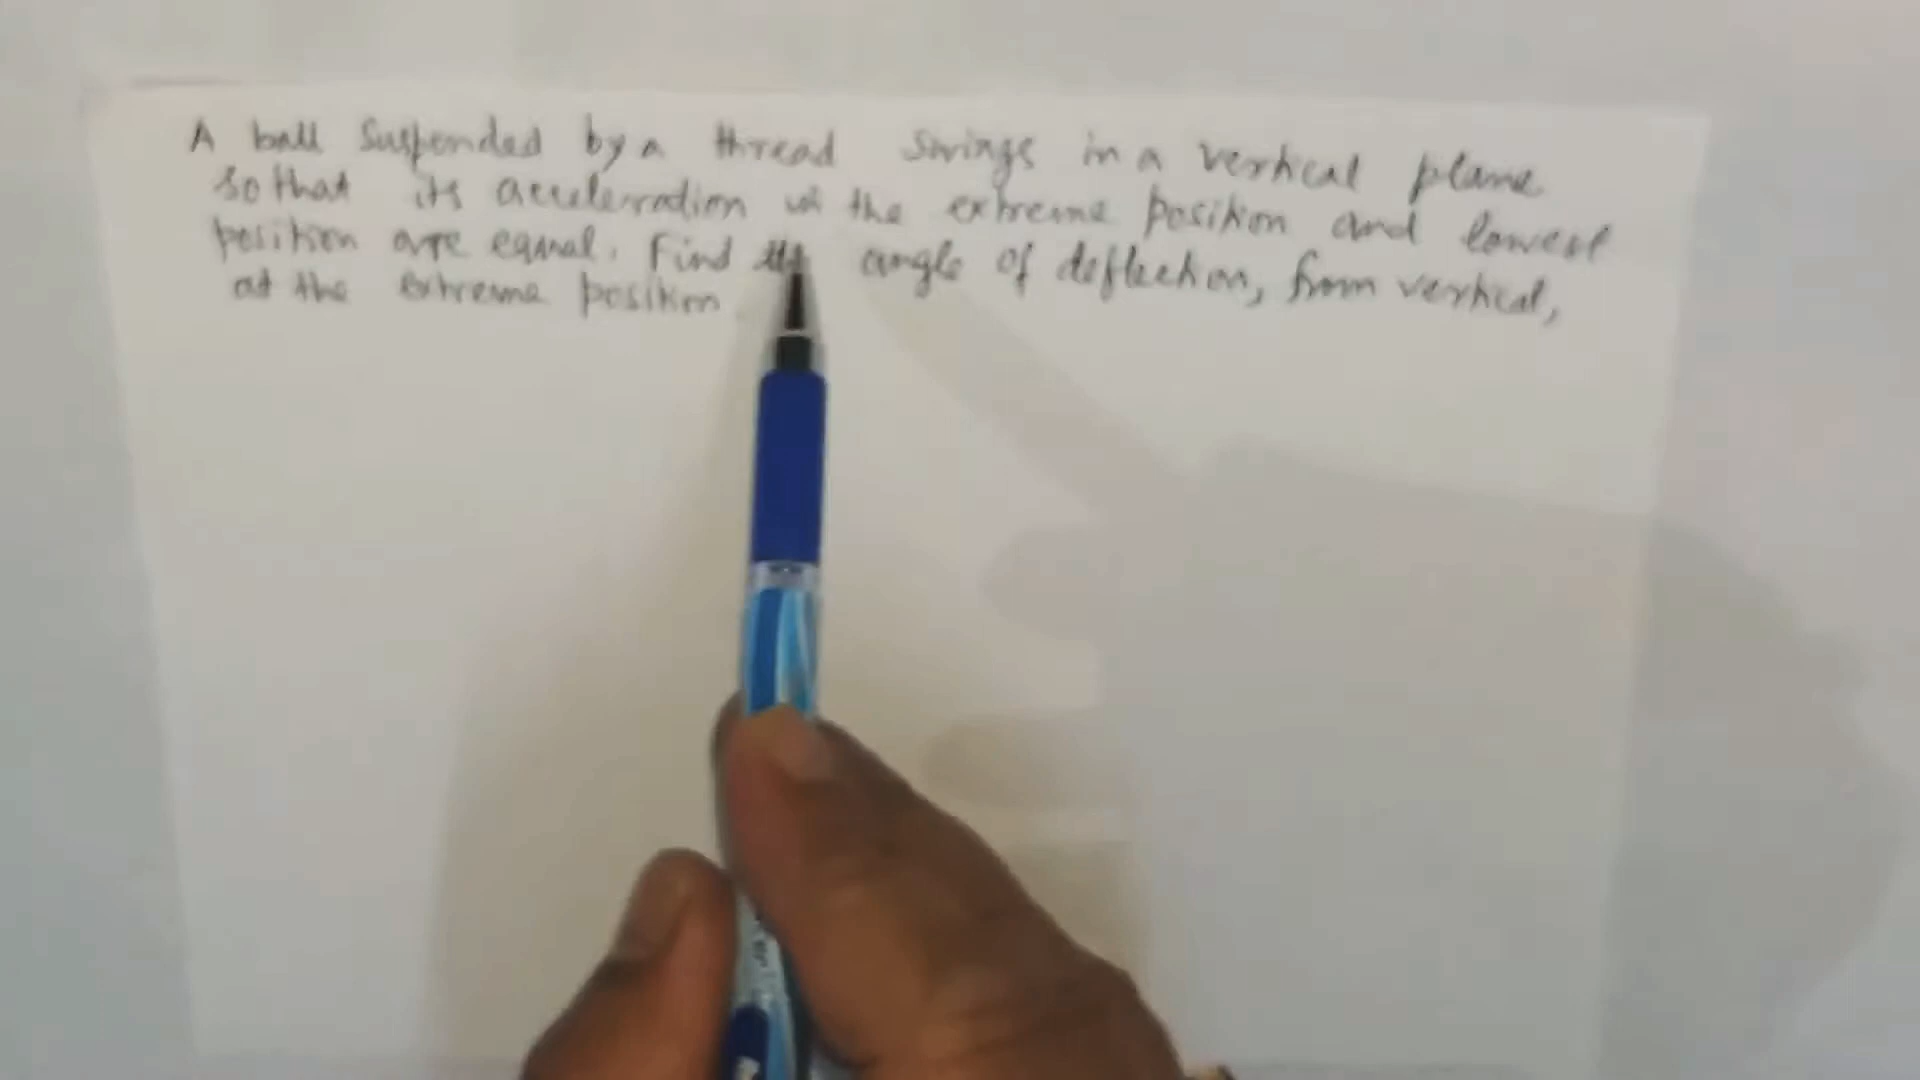 A ball suspended by a thread swings in a vertical plane
so that its acceleration in the extreme position and lowest
position are equal. Find the angle of deflection, from vertical,
at the extreme position.